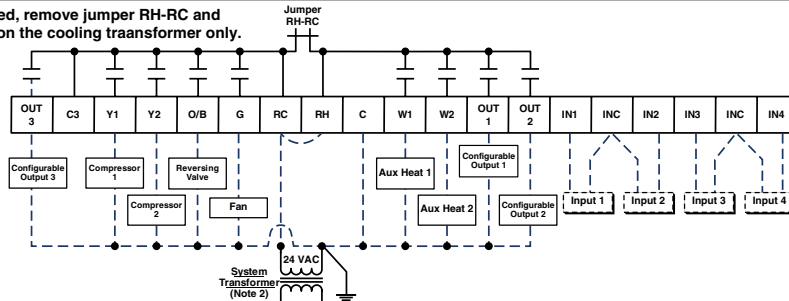 ed, remove jumper RH-RC and
on the cooling traansformer only.
Jumper
RH-RC
OUT 3 C3 Y1 Y2 O/B G RC RH C W1 W2 OUT 1 OUT 2 IN1 INC IN2 IN3 INC IN4
Configurable
Output 3
Compressor
1
Compressor
2
Reversing
Valve
Fan
Aux Heat 1
Aux Heat 2
Configurable
Output 1
Configurable
Output 2
Input 1
Input 2
Input 3
Input 4
24 VAC
System
Transformer
(Note 2)